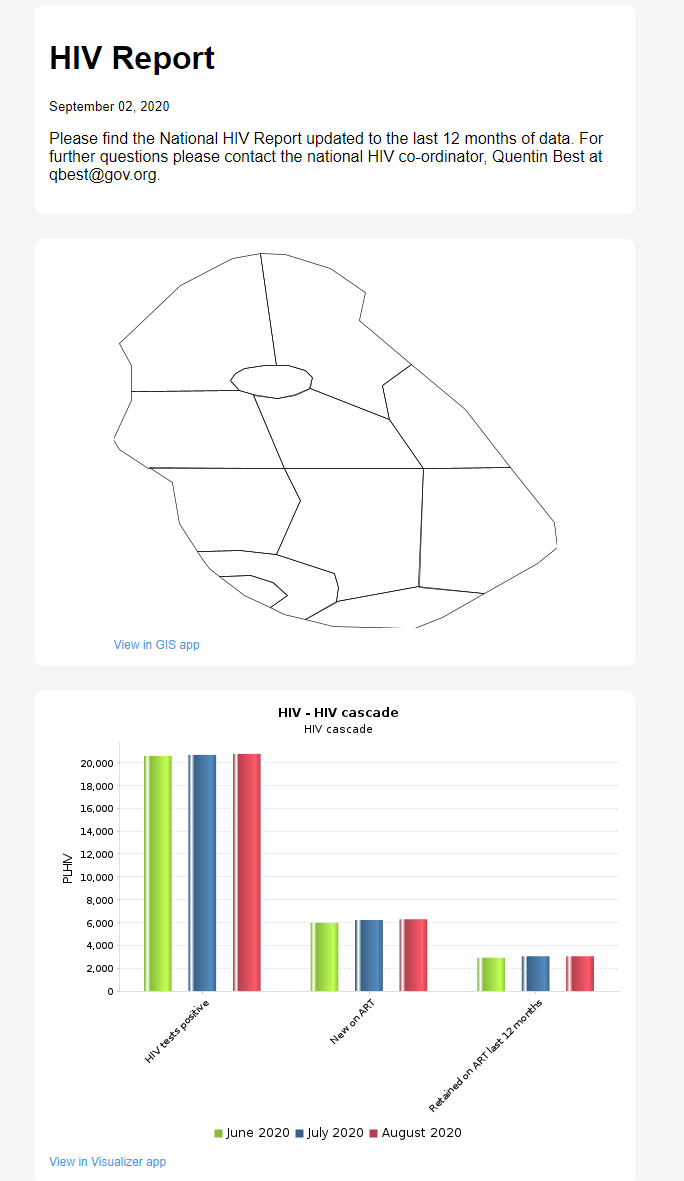 HIV Report
September 02, 2020
Please find the National HIV Report updated to the last 12 months of data. For
further questions please contact the national HIV co-ordinator, Quentin Best at
qbest@gov.org.
View in GIS app
HIV - HIV cascade
HIV cascade
20,000
18,000
16,000
14,000
12,000
10,000
8,000
6,000
4,000
2,000
0
PLHIV
HIV tests positive
New on ART
Retained on ART last 12 months
June 2020 July 2020 August 2020
View in Visualizer app